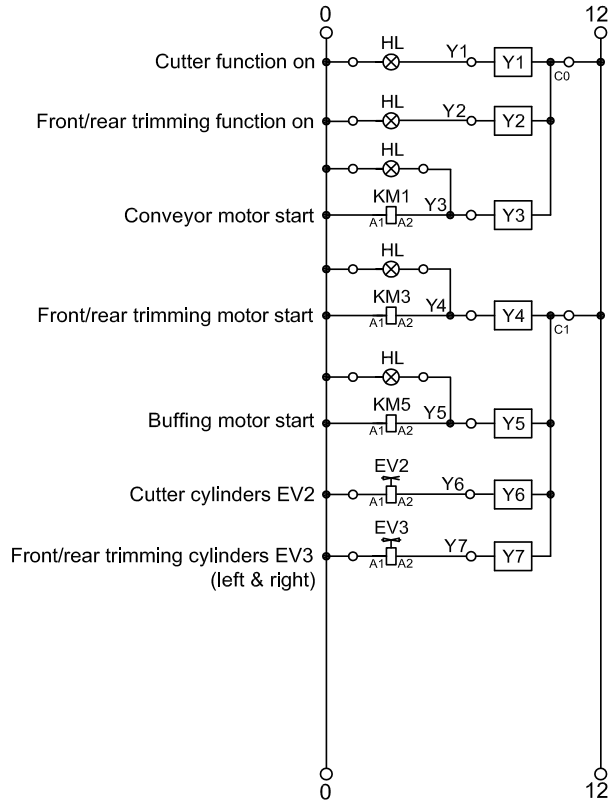 0 12
HL
Cutter function on Y1 Y1 C0
HL
Front/rear trimming function on Y2 Y2
HL
KM1
Conveyor motor start A1 A2 Y3 Y3
HL
KM3
Front/rear trimming motor start A1 A2 Y4 Y4 C1
HL
KM5
Buffing motor start A1 A2 Y5 Y5
EV2
Cutter cylinders EV2 A1 A2 Y6 Y6
EV3
Front/rear trimming cylinders EV3 A1 A2 Y7 Y7
(left & right)
0 12